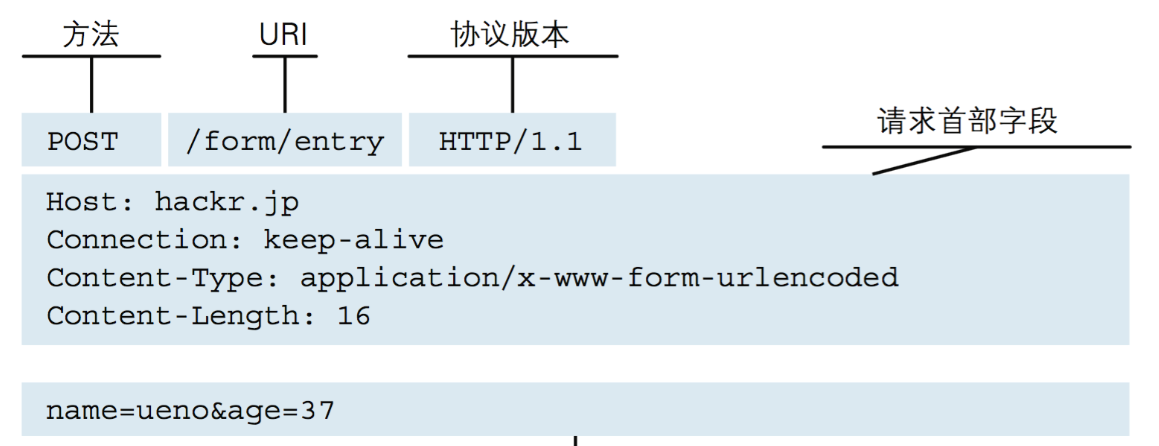 方法 URI 协议版本
请求首部字段
POST /form/entry HTTP/1.1
Host: hackr.jp
Connection: keep-alive
Content-Type: application/x-www-form-urlencoded
Content-Length: 16
name=ueno&age=37